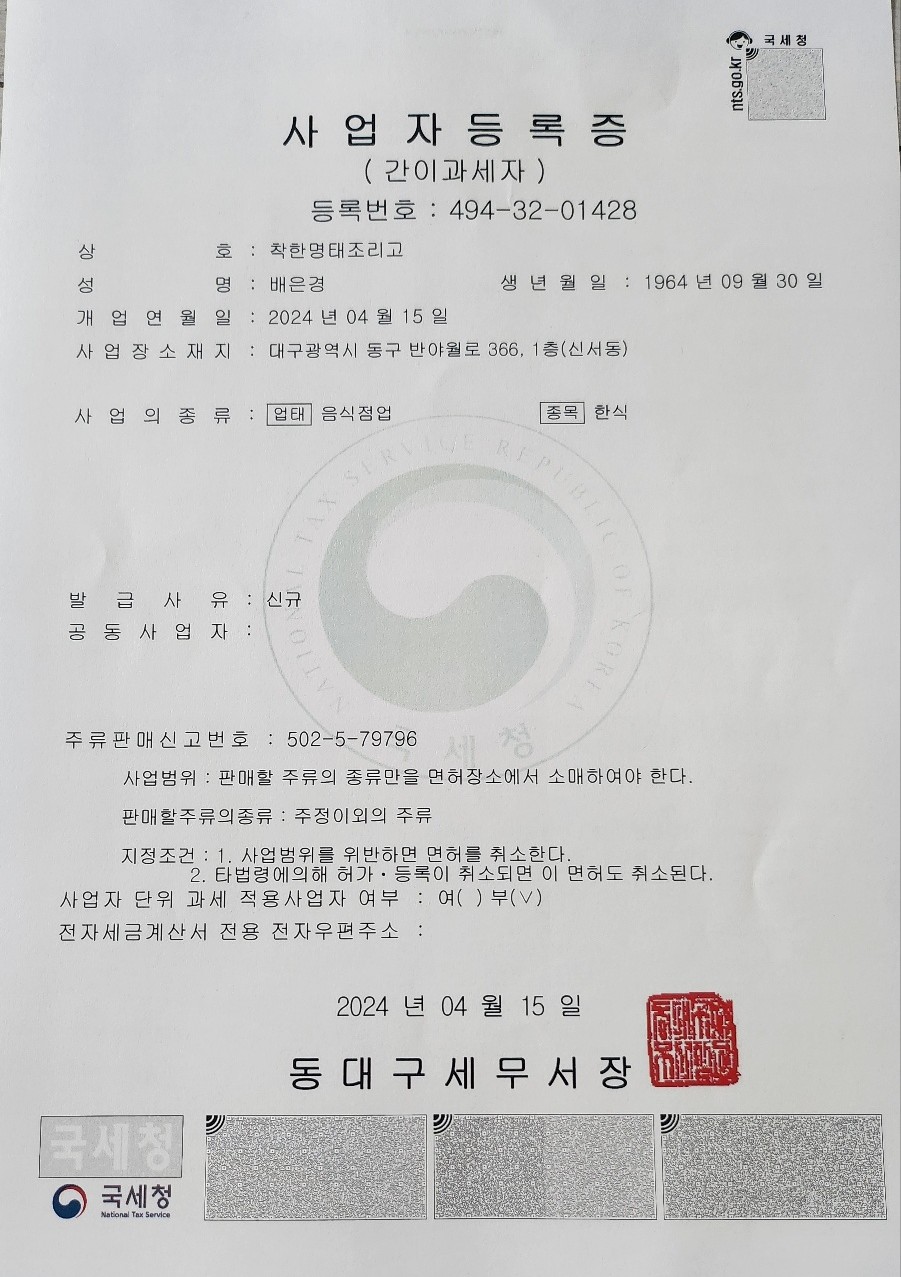 국세청
nts.go.kr
사업자등록증
( 간이과세자 )
등록번호 : 494-32-01428
상 호 : 착한명태조리고
성 명 : 배은경 생 년 월 일 : 1964 년 09 월 30 일
개 업 연 월 일 : 2024 년 04 월 15 일
사 업 장 소 재 지 : 대구광역시 동구 반야월로 366, 1층(신서동)
사 업 의 종 류 : 업태 음식점업 종목 한식
NATIONAL TAX SERVICE REPUBLIC OF KOREA
발 급 사 유 : 신규
공 동 사 업 자 :
국세청
주류판매신고번호 : 502-5-79796
사업범위 : 판매할 주류의 종류만을 면허장소에서 소매하여야 한다.
판매할주류의종류 : 주정이외의 주류
지정조건 : 1. 사업범위를 위반하면 면허를 취소한다.
2. 타법령에의해 허가·등록이 취소되면 이 면허도 취소된다.
사업자 단위 과세 적용사업자 여부 : 여( ) 부(∨)
전자세금계산서 전용 전자우편주소 :
2024 년 04 월 15 일
동대구세무서장
국세청
국세청
National Tax Service